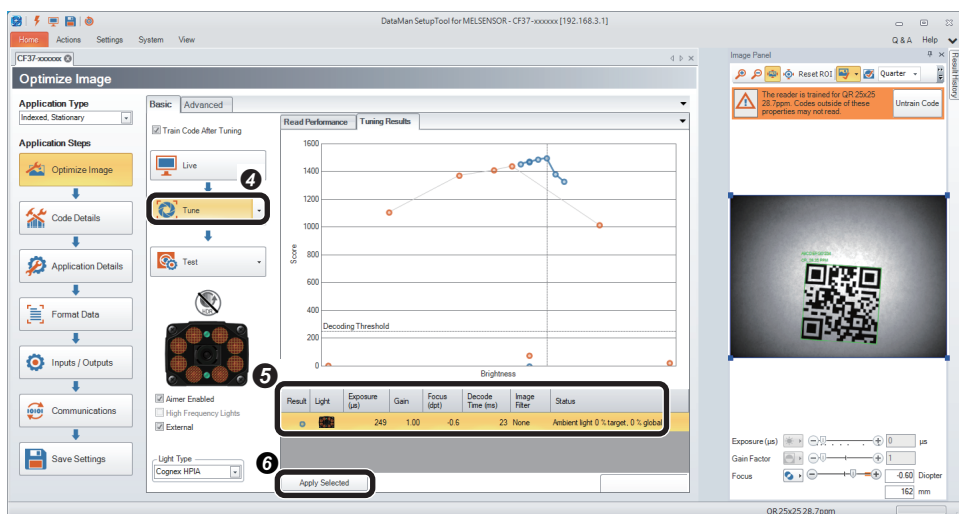 DataMan SetupTool for MELSENSOR - CF37-xxxxxx [192.168.3.1]
Home Actions Settings System View
Q & A Help
CF37-xxxxxx
Optimize Image
Application Type
Indexed, Stationary
Application Steps
Optimize Image
Code Details
Application Details
Format Data
Inputs / Outputs
Communications
Save Settings
Basic Advanced
Train Code After Tuning
Live
4
Tune
Test
HDR
5
Aimer Enabled
High Frequency Lights
External
Light Type
Cognex HPIA
6
Read Performance Tuning Results
1600
1400
1200
1000
800
600
400
200
0
Score
Decoding Threshold
Brightness
Result Light Exposure (µs) Gain Focus (dpt) Decode Time (ms) Image Filter Status
249 1.00 -0.6 23 None Ambient light 0 % target, 0 % global
Apply Selected
Image Panel
Result History
Reset ROI Quarter
The reader is trained for QR 25x25
28.7ppm. Codes outside of these
properties may not read.
Untrain Code
Exposure (µs) 0 µs
Gain Factor 1
Focus -0.60 Diopter
162 mm
QR 25x25 28.7ppm